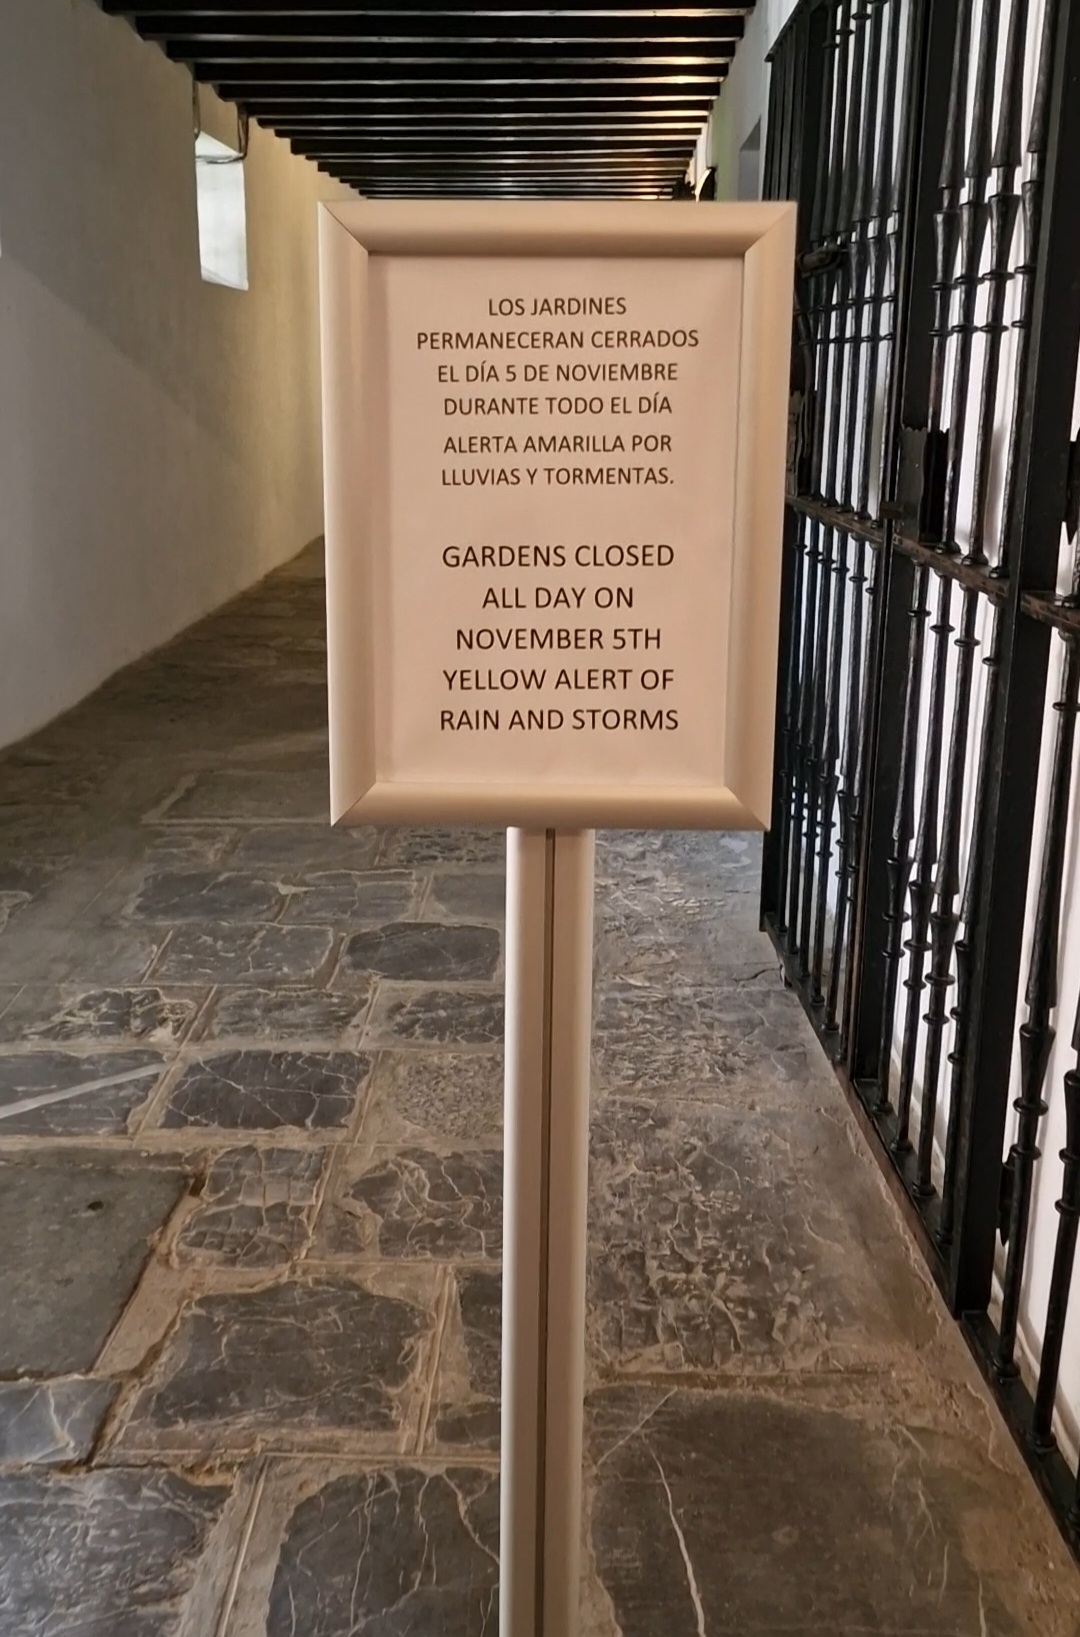 LOS JARDINES
PERMANECERAN CERRADOS
EL DÍA 5 DE NOVIEMBRE
DURANTE TODO EL DÍA
ALERTA AMARILLA POR
LLUVIAS Y TORMENTAS.
GARDENS CLOSED
ALL DAY ON
NOVEMBER 5TH
YELLOW ALERT OF
RAIN AND STORMS